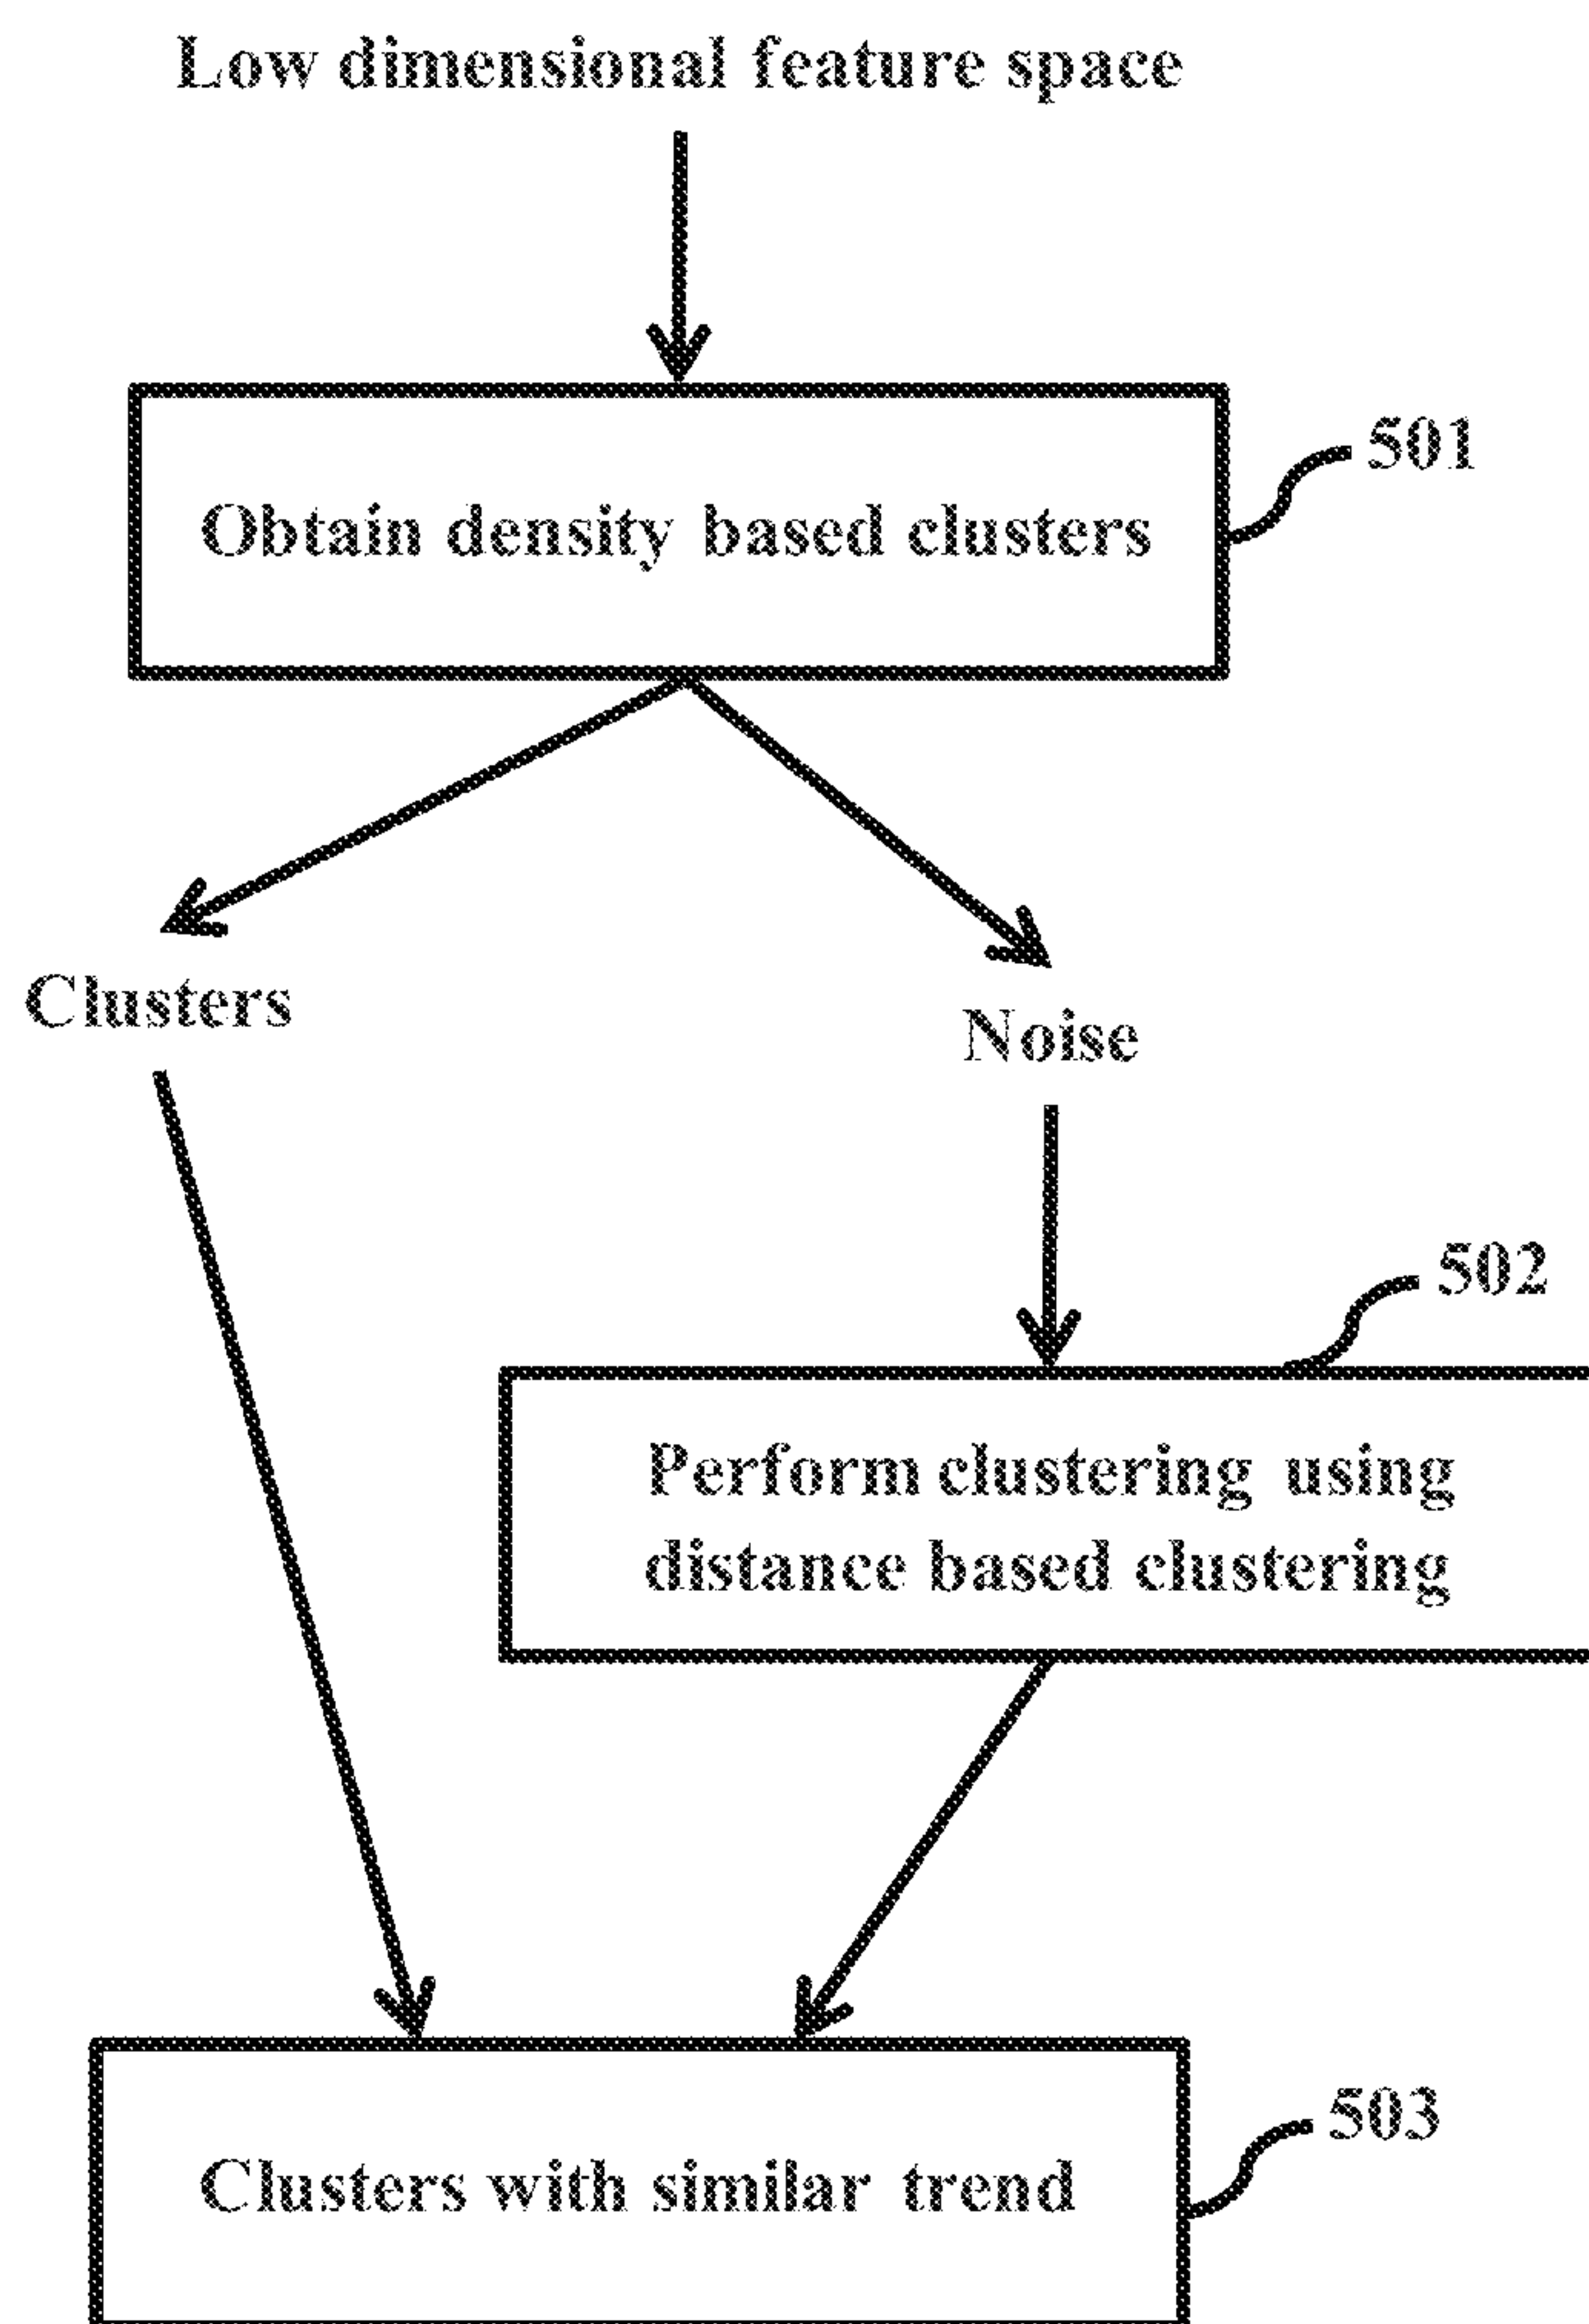 Low dimensional feature space
501
Obtain density based clusters
Clusters
Noise
502
Perform clustering using
distance based clustering
503
Clusters with similar trend